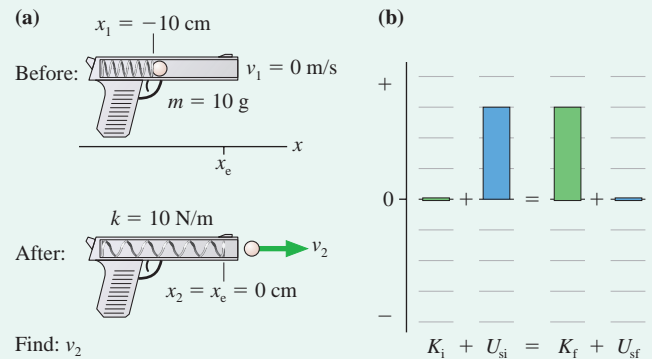 (a)
x₁ = −10 cm
Before:
v₁ = 0 m/s
m = 10 g
x
xₑ
k = 10 N/m
After:
v₂
x₂ = xₑ = 0 cm
Find: v₂
(b)
+
0 + = +
−
Kᵢ + Uₛᵢ = K_f + U_sf